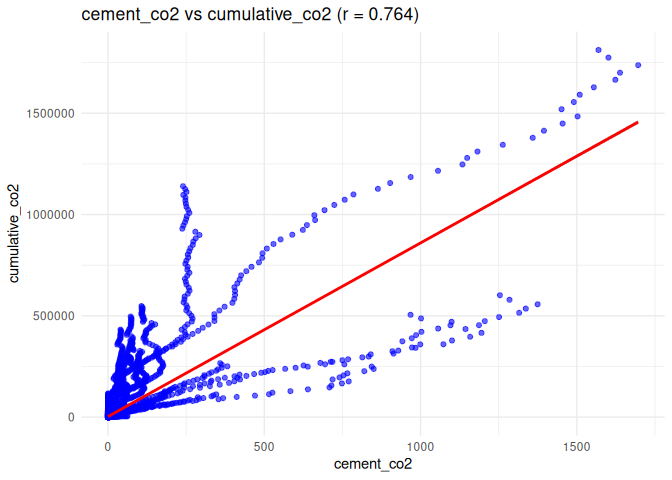 cement_co2 vs cumulative_co2 (r = 0.764)
1500000
1000000
500000
0
cumulative_co2
0 500 1000 1500
cement_co2